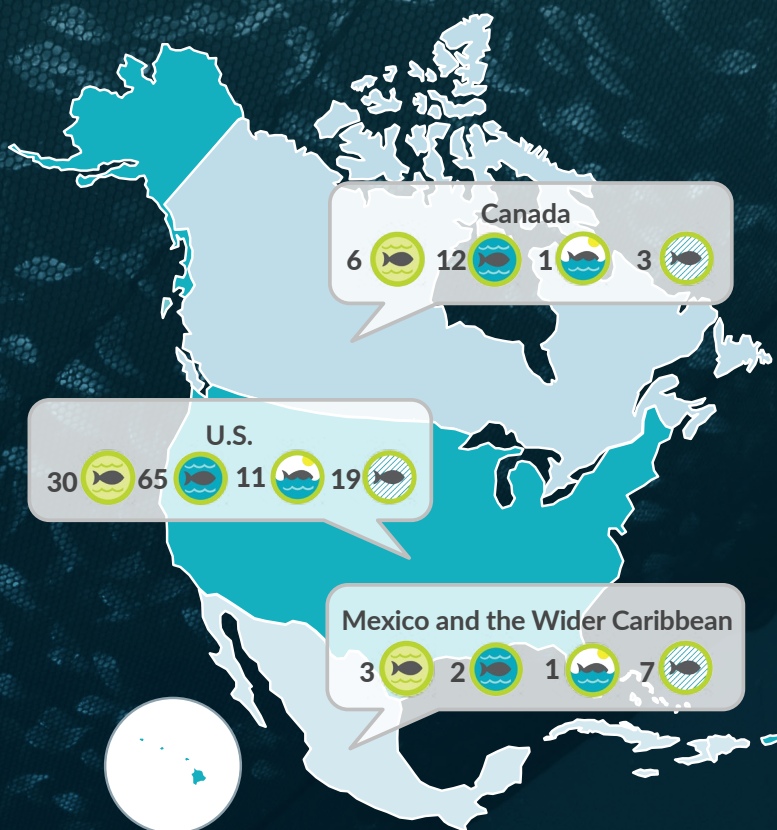 Canada
6 12 1 3
U.S.
30 65 11 19
Mexico and the Wider Caribbean
3 2 1 7